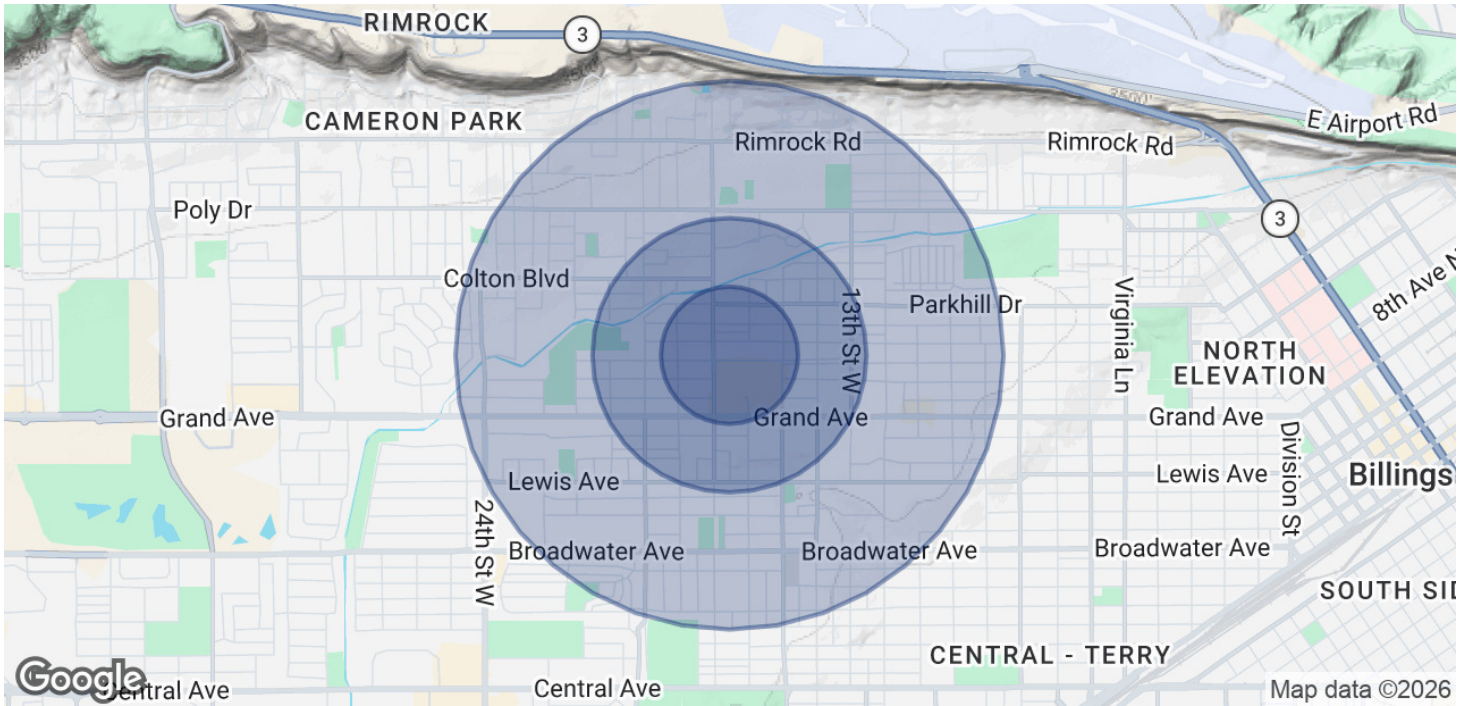 RIMROCK
3
3500
3500
3500'
CAMERON PARK
E Airport Rd
Rimrock Rd
Rimrock Rd
Poly Dr
3
Colton Blvd
13th St W
Parkhill Dr
Virginia Ln
8th Ave N
NORTH
ELEVATION
Grand Ave
Grand Ave
Grand Ave
Division St
Lewis Ave
Lewis Ave
Billings
24th St W
Broadwater Ave
Broadwater Ave
Broadwater Ave
SOUTH SID
CENTRAL - TERRY
Google
Central Ave
Central Ave
Map data ©2026